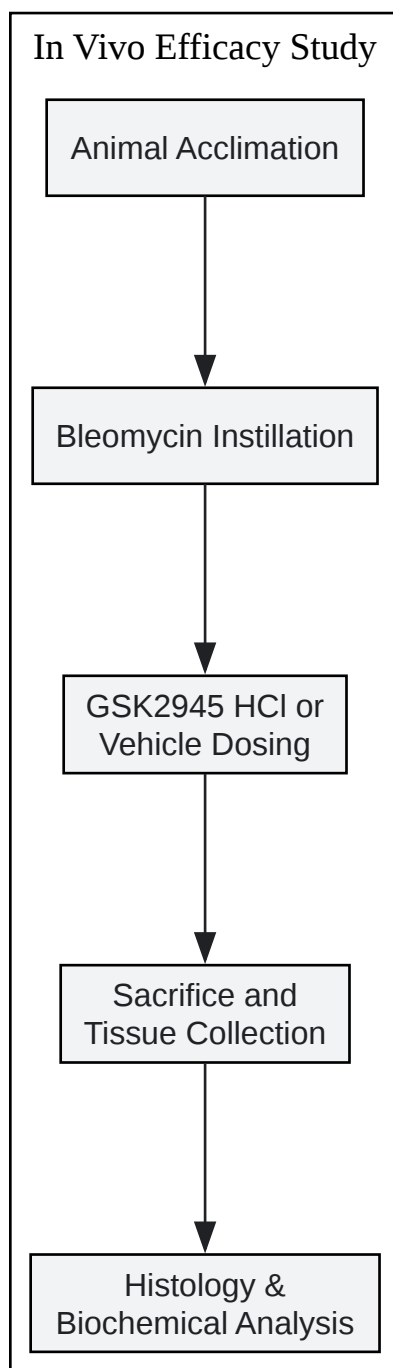 In Vivo Efficacy Study
Animal Acclimation
Bleomycin Instillation
GSK2945 HCl or
Vehicle Dosing
Sacrifice and
Tissue Collection
Histology &
Biochemical Analysis